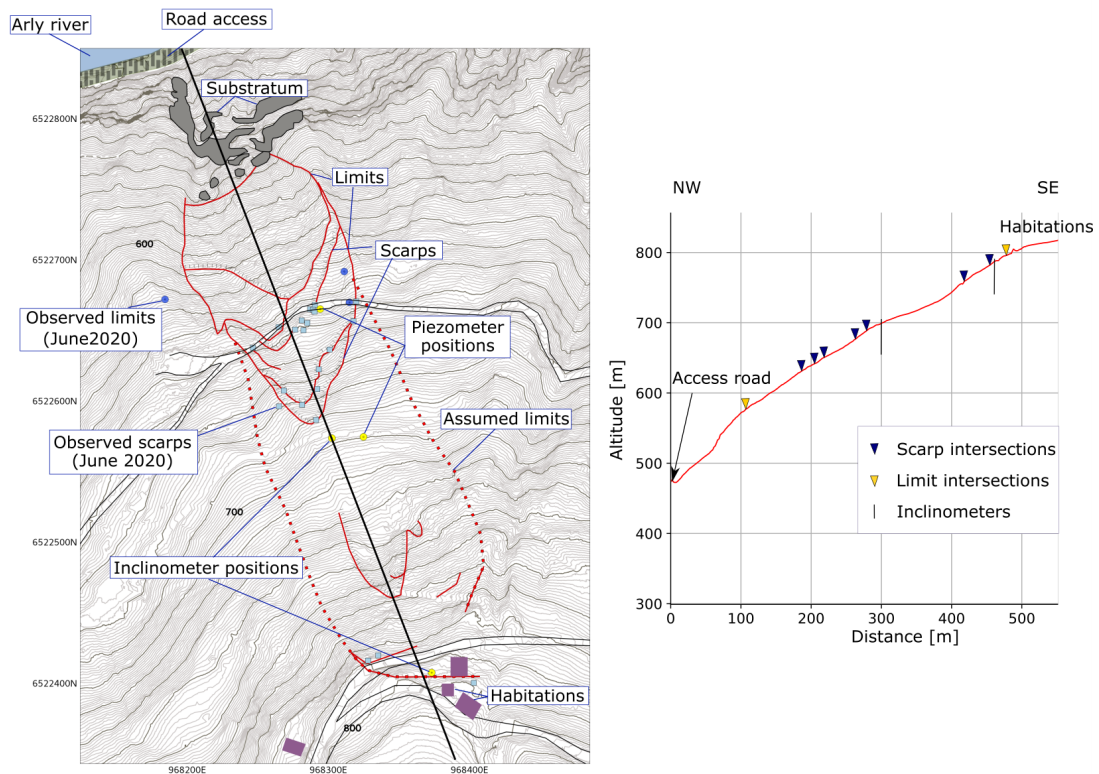 Arly river
Road access
Substratum
6522800N
Limits
600
Scarps
6522700N
Observed limits
(June2020)
Piezometer
positions
6522600N
Assumed limits
Observed scarps
(June 2020)
700
6522500N
Inclinometer positions
6522400N
Habitations
800
968200E
968300E
968400E
NW
SE
Habitations
800
700
600
500
400
300
Altitude [m]
Access road
Scarp intersections
Limit intersections
Inclinometers
0
100
200
300
400
500
Distance [m]